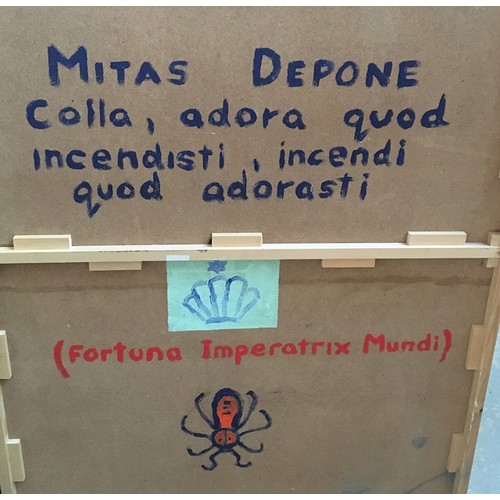 MITAS DEPONE
Colla, adora quod
incendisti, incendi
quod adorasti
(Fortuna Imperatrix Mundi)